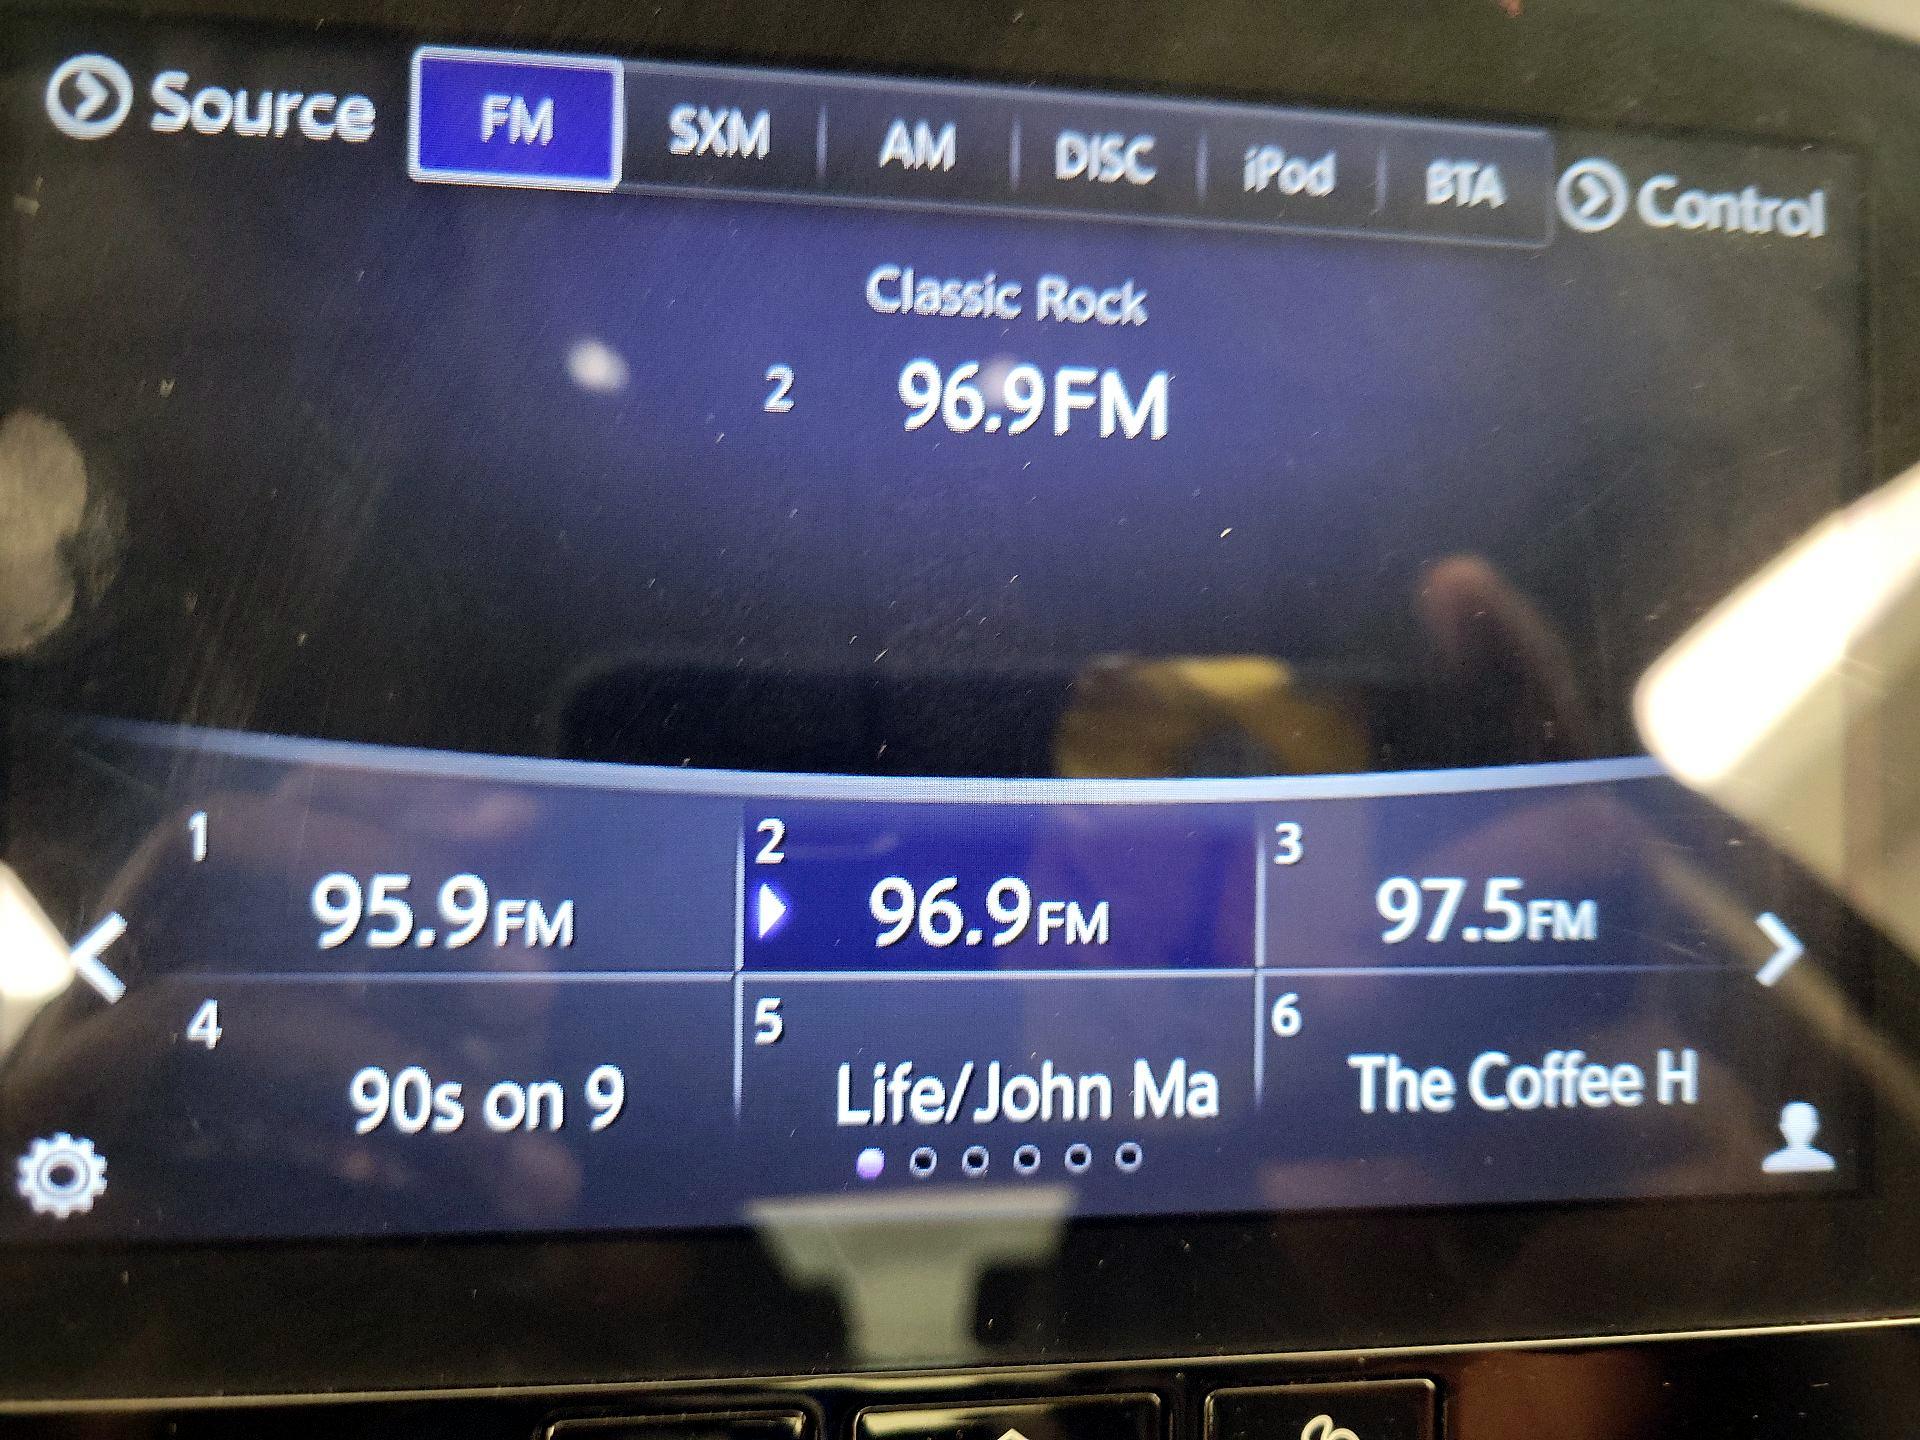 Source FM SXM AM DISC iPod BTA Control
Classic Rock
2 96.9FM
1 2 3
95.9FM 96.9FM 97.5FM
4 5 6
90s on 9 Life/John Ma The Coffee H